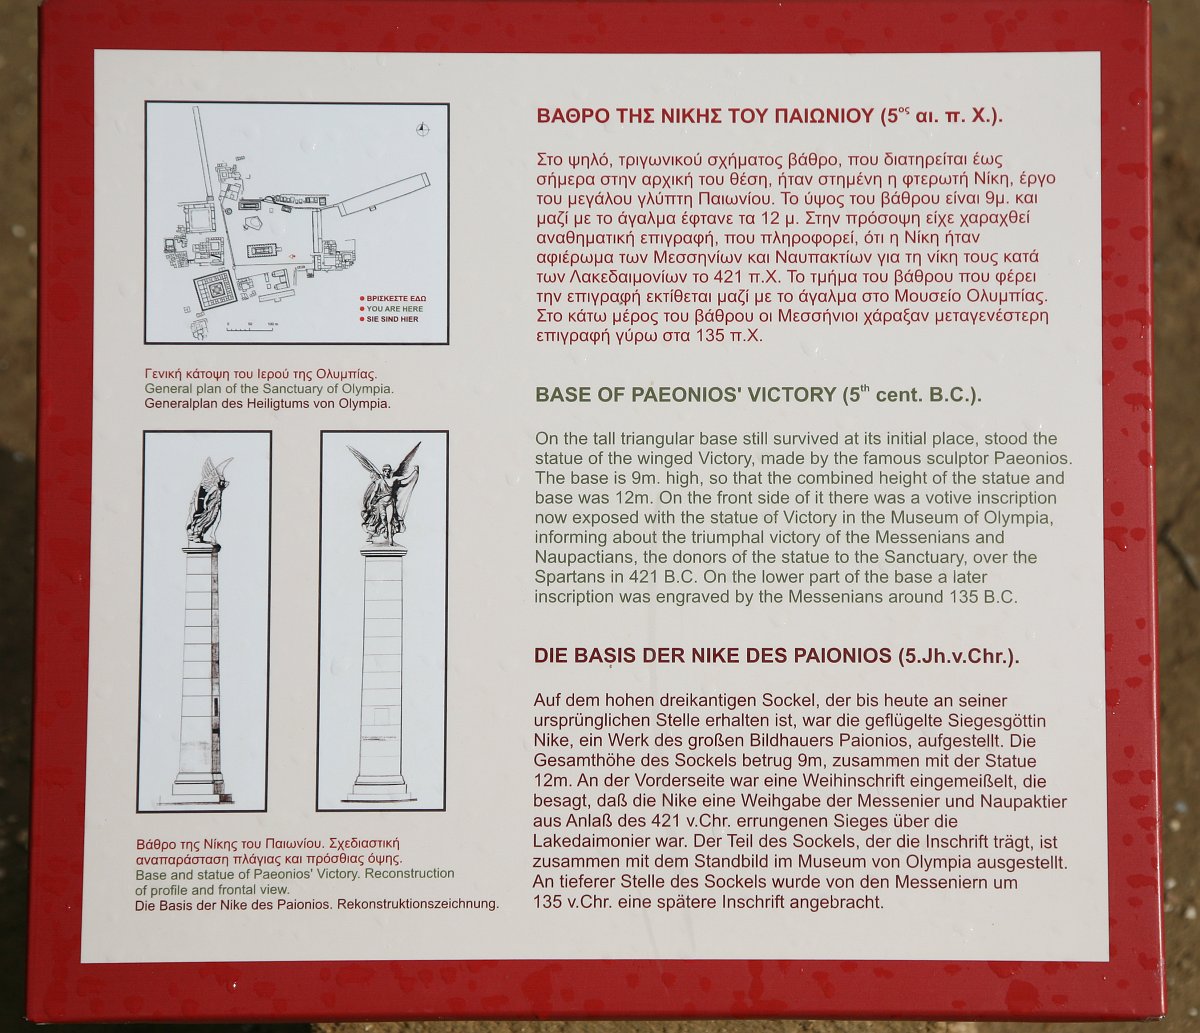 ΒΡΙΣΚΕΣΤΕ ΕΔΩ
YOU ARE HERE
SIE SIND HIER
0 50 100 m
Γενική κάτοψη του Ιερού της Ολυμπίας.
General plan of the Sanctuary of Olympia.
Generalplan des Heiligtums von Olympia.
Βάθρο της Νίκης του Παιωνίου. Σχεδιαστική
αναπαράσταση πλάγιας και πρόσθιας όψης.
Base and statue of Paeonios' Victory. Reconstruction
of profile and frontal view.
Die Basis der Nike des Paionios. Rekonstruktionszeichnung.
ΒΑΘΡΟ ΤΗΣ ΝΙΚΗΣ ΤΟΥ ΠΑΙΩΝΙΟΥ (5ος αι. π. Χ.).
Στο ψηλό, τριγωνικού σχήματος βάθρο, που διατηρείται έως
σήμερα στην αρχική του θέση, ήταν στημένη η φτερωτή Νίκη, έργο
του μεγάλου γλύπτη Παιωνίου. Το ύψος του βάθρου είναι 9μ. και
μαζί με το άγαλμα έφτανε τα 12 μ. Στην πρόσοψη είχε χαραχθεί
αναθηματική επιγραφή, που πληροφορεί, ότι η Νίκη ήταν
αφιέρωμα των Μεσσηνίων και Ναυπακτίων για τη νίκη τους κατά
των Λακεδαιμονίων το 421 π.Χ. Το τμήμα του βάθρου που φέρει
την επιγραφή εκτίθεται μαζί με το άγαλμα στο Μουσείο Ολυμπίας.
Στο κάτω μέρος του βάθρου οι Μεσσήνιοι χάραξαν μεταγενέστερη
επιγραφή γύρω στα 135 π.Χ.
BASE OF PAEONIOS' VICTORY (5th cent. B.C.).
On the tall triangular base still survived at its initial place, stood the
statue of the winged Victory, made by the famous sculptor Paeonios.
The base is 9m. high, so that the combined height of the statue and
base was 12m. On the front side of it there was a votive inscription
now exposed with the statue of Victory in the Museum of Olympia,
informing about the triumphal victory of the Messenians and
Naupactians, the donors of the statue to the Sanctuary, over the
Spartans in 421 B.C. On the lower part of the base a later
inscription was engraved by the Messenians around 135 B.C.
DIE BASIS DER NIKE DES PAIONIOS (5.Jh.v.Chr.).
Auf dem hohen dreikantigen Sockel, der bis heute an seiner
ursprünglichen Stelle erhalten ist, war die geflügelte Siegesgöttin
Nike, ein Werk des großen Bildhauers Paionios, aufgestellt. Die
Gesamthöhe des Sockels betrug 9m, zusammen mit der Statue
12m. An der Vorderseite war eine Weihinschrift eingemeißelt, die
besagt, daß die Nike eine Weihgabe der Messenier und Naupaktier
aus Anlaß des 421 v.Chr. errungenen Sieges über die
Lakedaimonier war. Der Teil des Sockels, der die Inschrift trägt, ist
zusammen mit dem Standbild im Museum von Olympia ausgestellt.
An tieferer Stelle des Sockels wurde von den Messeniern um
135 v.Chr. eine spätere Inschrift angebracht.